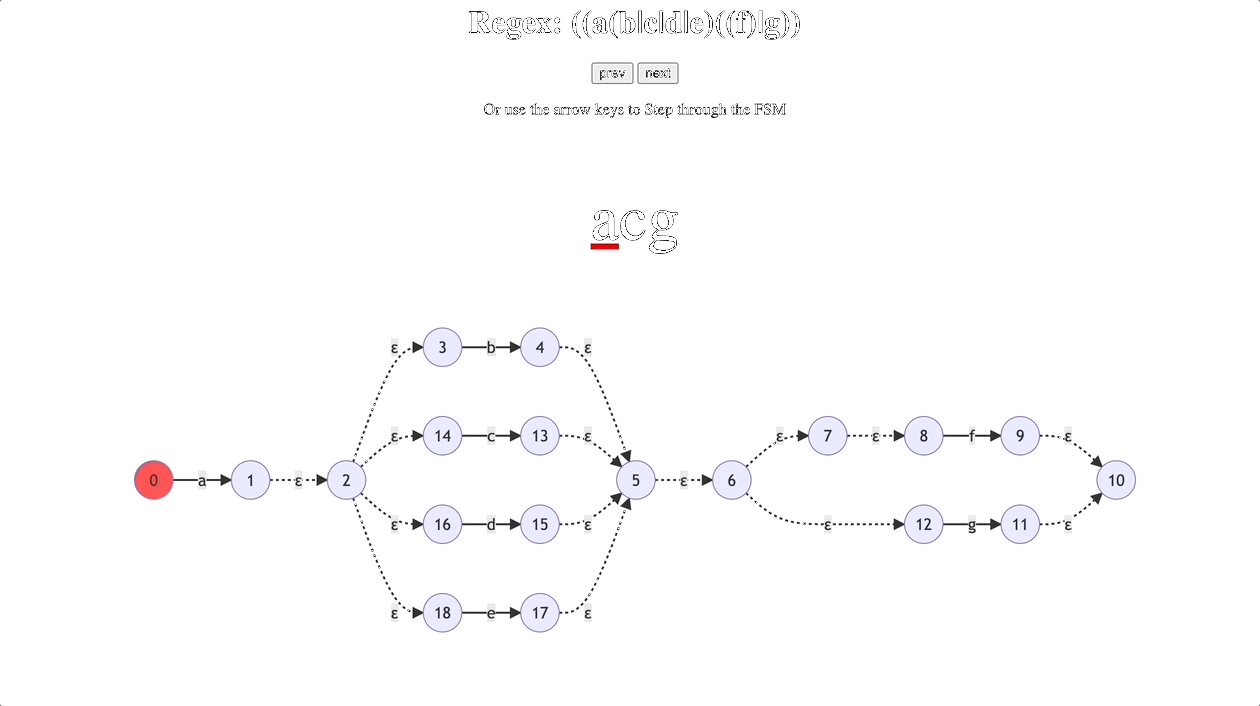 Regex: ((a(b|c|d|e)((f)|g))
prev next
Or use the arrow keys to Step through the FSM
acg
ε 3 b 4 ε
ε 14 c 13 ε ε 7 ε 8 f 9 ε
0 a 1 ε 2 5 ε 6 10
ε 16 d 15 ε ε 12 g 11 ε
ε 18 e 17 ε